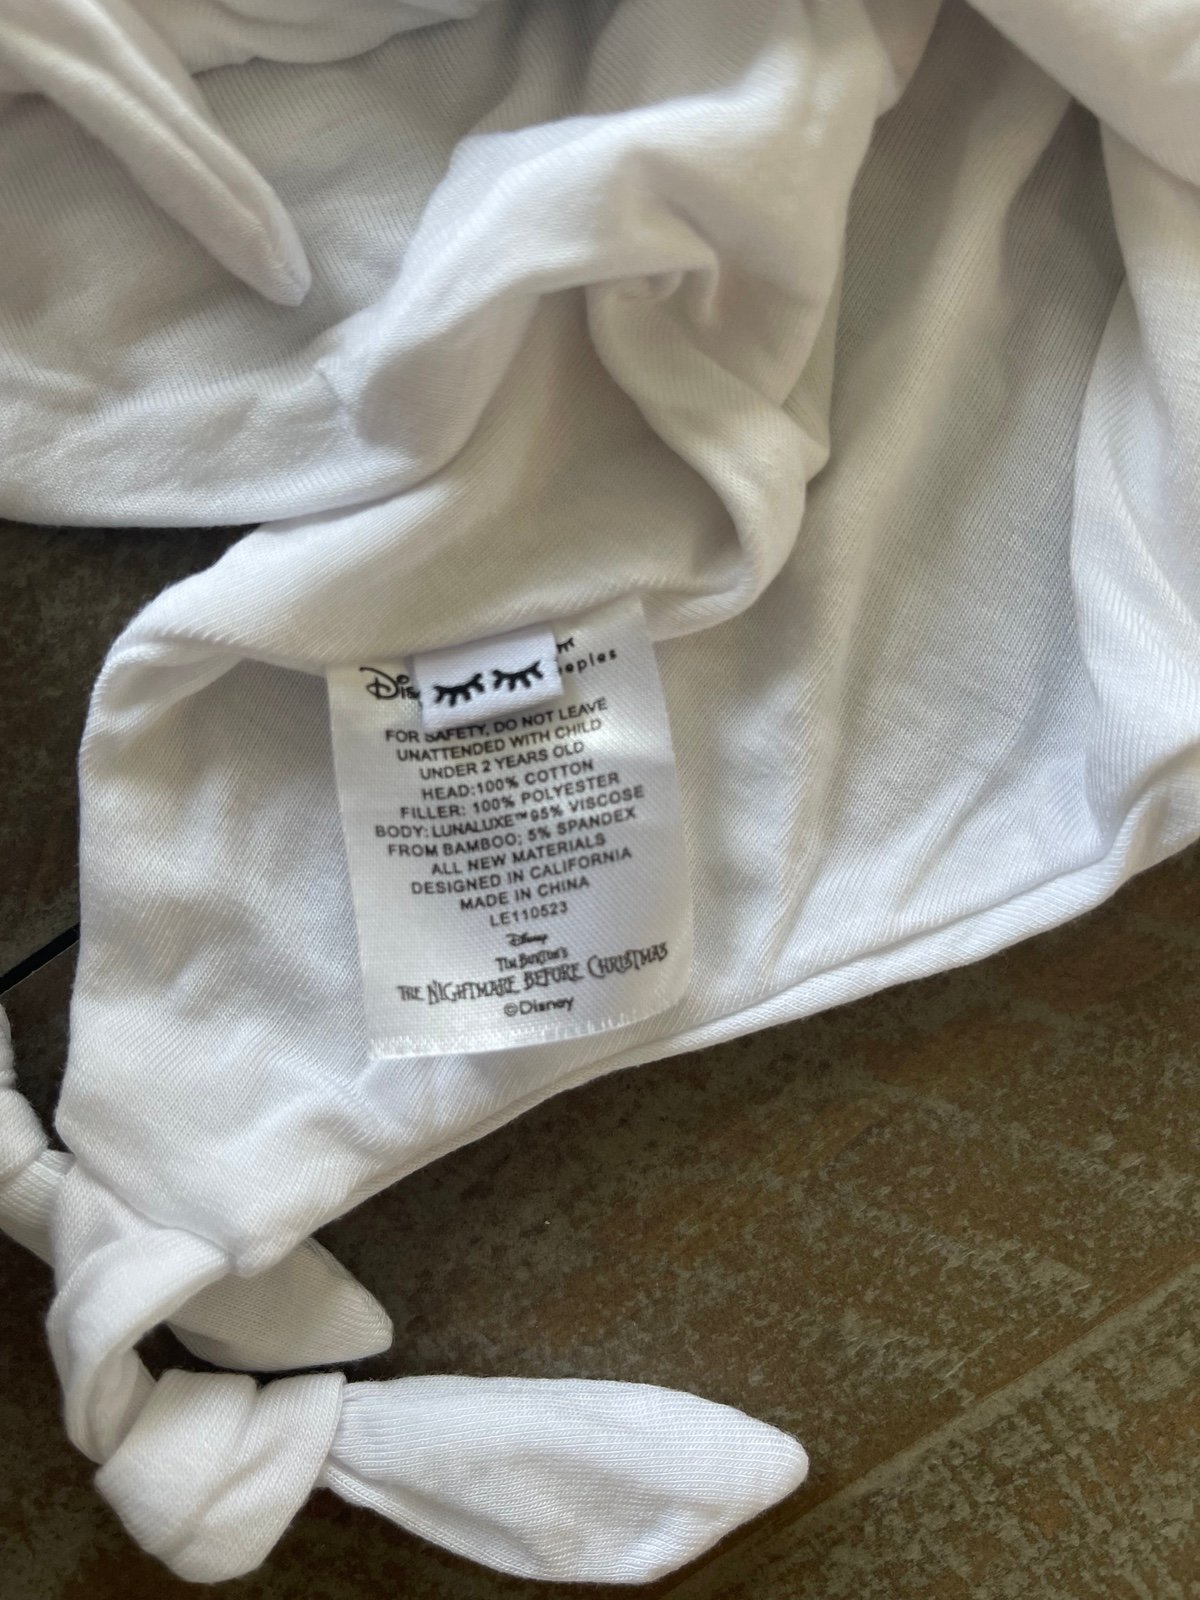 FOR SAFETY, DO NOT LEAVE
UNATTENDED WITH CHILD
UNDER 2 YEARS OLD
HEAD:100% COTTON
FILLER: 100% POLYESTER
BODY: LUNALUXE™95% VISCOSE
FROM BAMBOO; 5% SPANDEX
ALL NEW MATERIALS
DESIGNED IN CALIFORNIA
MADE IN CHINA
LE110523
Disney
TIM BURTON'S
THE NIGHTMARE BEFORE CHRISTMAS
©Disney